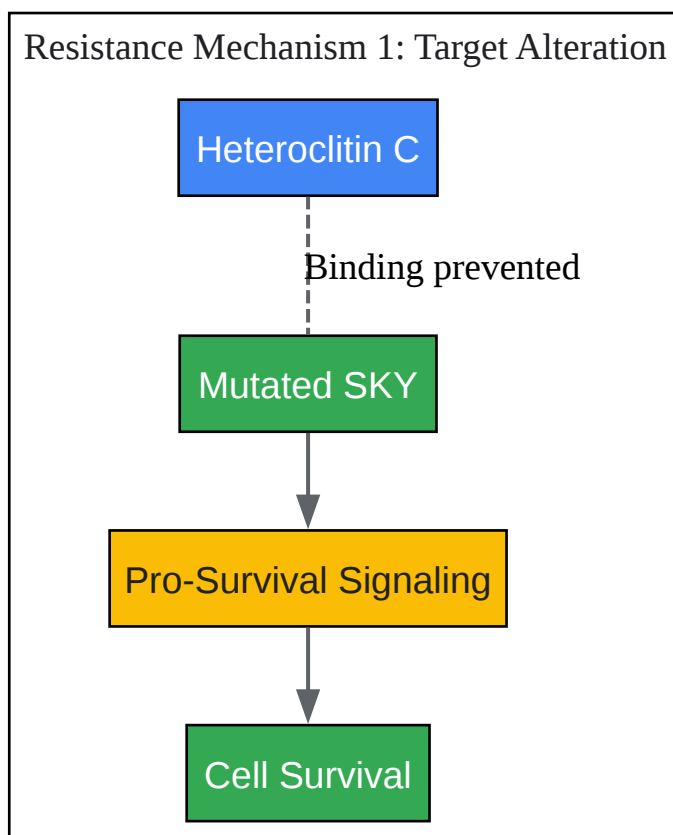 Resistance Mechanism 1: Target Alteration
Heteroclitin C
Binding prevented
Mutated SKY
Pro-Survival Signaling
Cell Survival